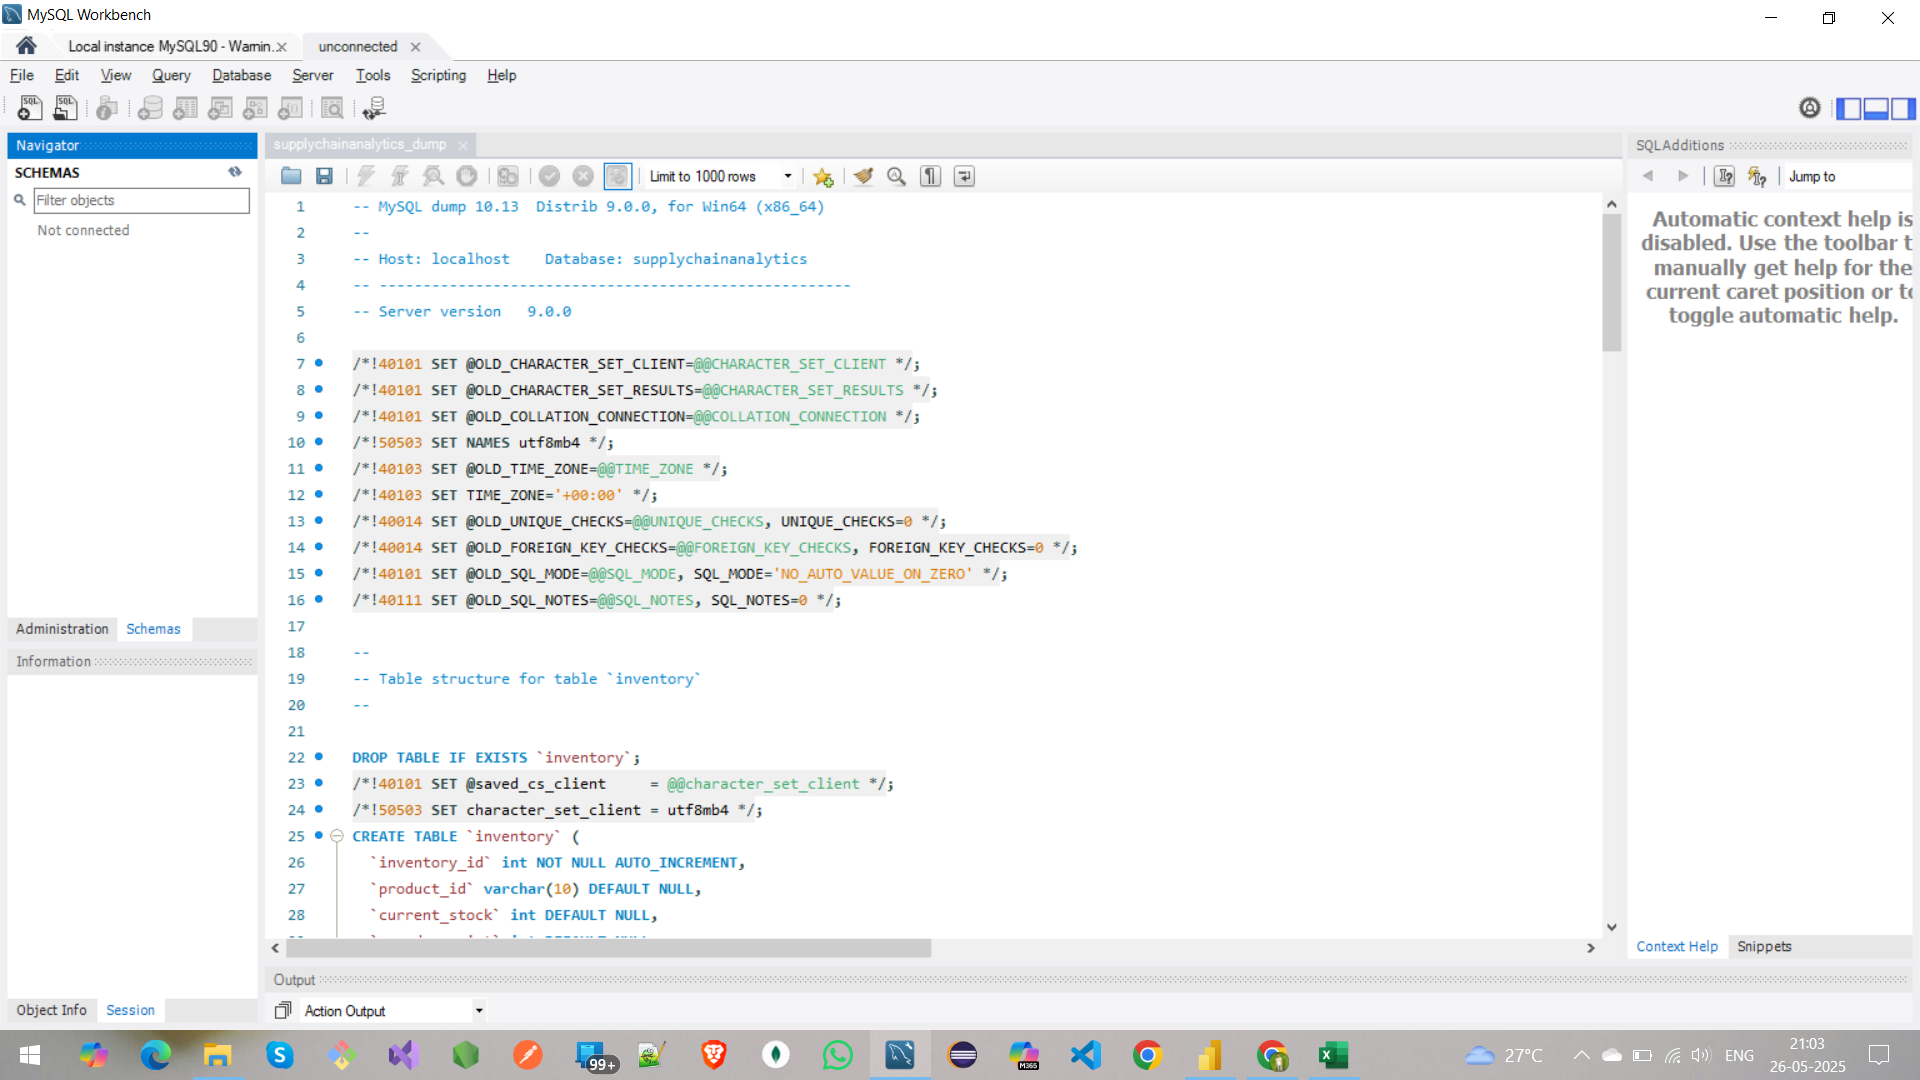 MySQL Workbench
Local instance MySQL90 - Warnin.
unconnected
File Edit View Query Database Server Tools Scripting Help
Navigator
SCHEMAS
Filter objects
Not connected
Administration Schemas
Information
Object Info Session
supplychainanalytics_dump
Limit to 1000 rows
1 -- MySQL dump 10.13  Distrib 9.0.0, for Win64 (x86_64)
2 --
3 -- Host: localhost    Database: supplychainanalytics
4 -- ------------------------------------------------------
5 -- Server version   9.0.0
6
7 /*!40101 SET @OLD_CHARACTER_SET_CLIENT=@@CHARACTER_SET_CLIENT */;
8 /*!40101 SET @OLD_CHARACTER_SET_RESULTS=@@CHARACTER_SET_RESULTS */;
9 /*!40101 SET @OLD_COLLATION_CONNECTION=@@COLLATION_CONNECTION */;
10 /*!50503 SET NAMES utf8mb4 */;
11 /*!40103 SET @OLD_TIME_ZONE=@@TIME_ZONE */;
12 /*!40103 SET TIME_ZONE='+00:00' */;
13 /*!40014 SET @OLD_UNIQUE_CHECKS=@@UNIQUE_CHECKS, UNIQUE_CHECKS=0 */;
14 /*!40014 SET @OLD_FOREIGN_KEY_CHECKS=@@FOREIGN_KEY_CHECKS, FOREIGN_KEY_CHECKS=0 */;
15 /*!40101 SET @OLD_SQL_MODE=@@SQL_MODE, SQL_MODE='NO_AUTO_VALUE_ON_ZERO' */;
16 /*!40111 SET @OLD_SQL_NOTES=@@SQL_NOTES, SQL_NOTES=0 */;
17
18 --
19 -- Table structure for table `inventory`
20 --
21
22 DROP TABLE IF EXISTS `inventory`;
23 /*!40101 SET @saved_cs_client     = @@character_set_client */;
24 /*!50503 SET character_set_client = utf8mb4 */;
25 CREATE TABLE `inventory` (
26 `inventory_id` int NOT NULL AUTO_INCREMENT,
27 `product_id` varchar(10) DEFAULT NULL,
28 `current_stock` int DEFAULT NULL,
Output
Action Output
SQLAdditions
Jump to
Automatic context help is
disabled. Use the toolbar t
manually get help for the
current caret position or to
toggle automatic help.
Context Help Snippets
99+
M365
27°C
ENG
21:03
26-05-2025